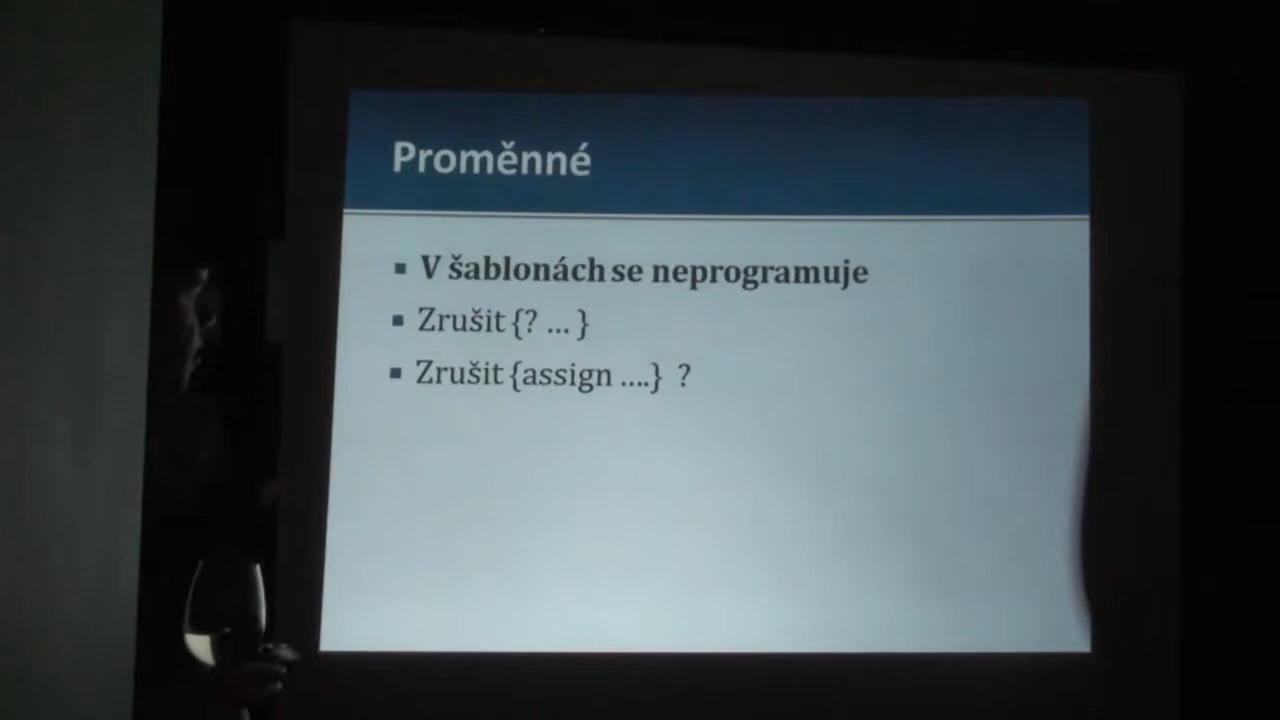 Proměnné
V šablonách se neprogramuje
Zrušit {? ... }
Zrušit {assign ....} ?